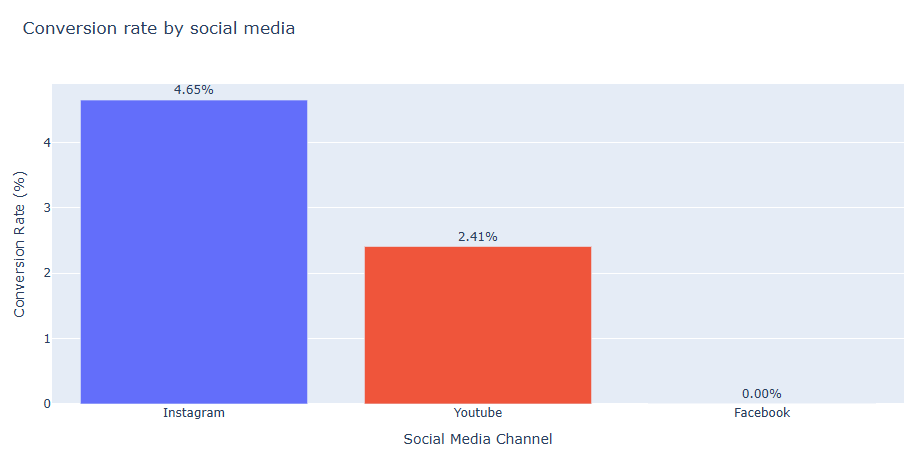 Conversion rate by social media
4.65%
2.41%
0.00%
4
3
2
1
0
Conversion Rate (%)
Instagram
Youtube
Facebook
Social Media Channel